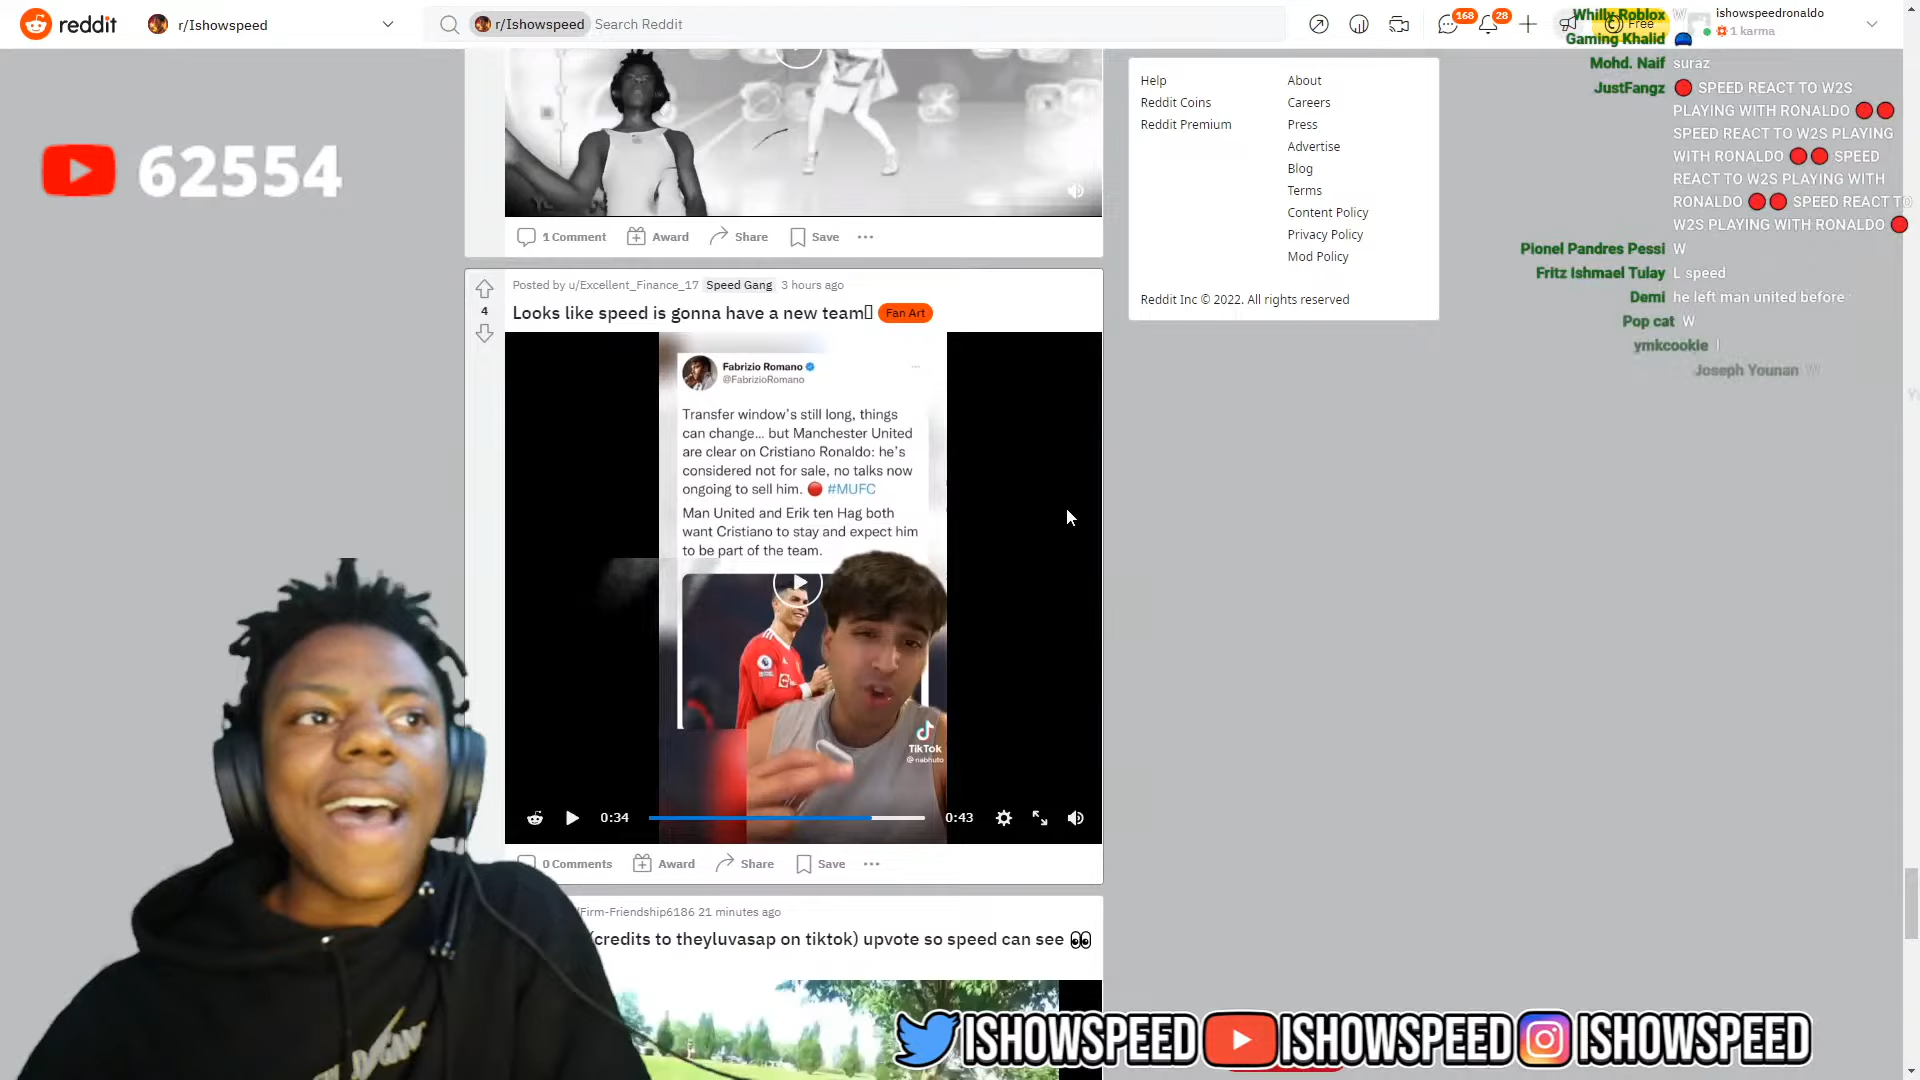 reddit
r/Ishowspeed
r/Ishowspeed Search Reddit
168
28
Free
ishowspeedronaldo
1 karma
62554
1 Comment Award Share Save
Posted by u/Excellent_Finance_17 Speed Gang 3 hours ago
4
Looks like speed is gonna have a new team Fan Art
Fabrizio Romano
@FabrizioRomano
Transfer window's still long, things
can change... but Manchester United
are clear on Cristiano Ronaldo: he's
considered not for sale, no talks now
ongoing to sell him. 🔴 #MUFC
Man United and Erik ten Hag both
want Cristiano to stay and expect him
to be part of the team.
TikTok
@nabhuto
0:34
0:43
0 Comments Award Share Save
/Firm-Friendship6186 21 minutes ago
(credits to theyluvasap on tiktok) upvote so speed can see 👀
Help
Reddit Coins
Reddit Premium
About
Careers
Press
Advertise
Blog
Terms
Content Policy
Privacy Policy
Mod Policy
Reddit Inc © 2022. All rights reserved
Whilly Roblox W
Gaming Khalid 🧢
Mohd. Naif suraz
JustFangz 🔴 SPEED REACT TO W2S
PLAYING WITH RONALDO 🔴🔴
SPEED REACT TO W2S PLAYING
WITH RONALDO 🔴🔴 SPEED
REACT TO W2S PLAYING WITH
RONALDO 🔴🔴 SPEED REACT TO
W2S PLAYING WITH RONALDO 🔴
Pionel Pandres Pessi W
Fritz Ishmael Tulay L speed
Demi he left man united before
Pop cat W
ymkcookie l
Joseph Younan W
ISHOWSPEED ISHOWSPEED ISHOWSPEED